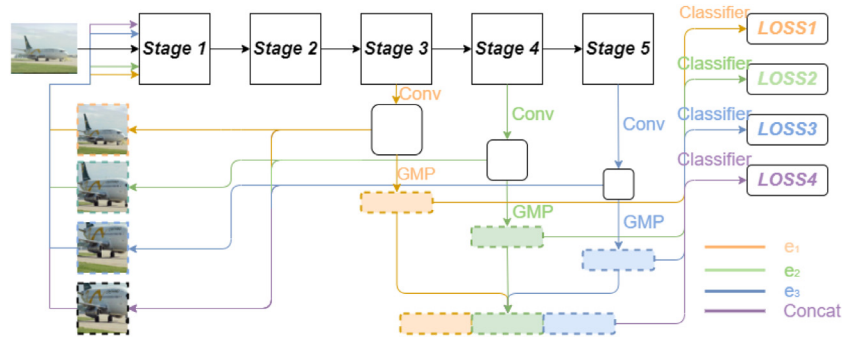 Classifier
LOSS1
Stage 1
Stage 2
Stage 3
Stage 4
Stage 5
Classifier
LOSS2
Conv
Conv
Conv
Classifier
LOSS3
Classifier
LOSS4
GMP
GMP
GMP
e₁
e₂
e₃
Concat